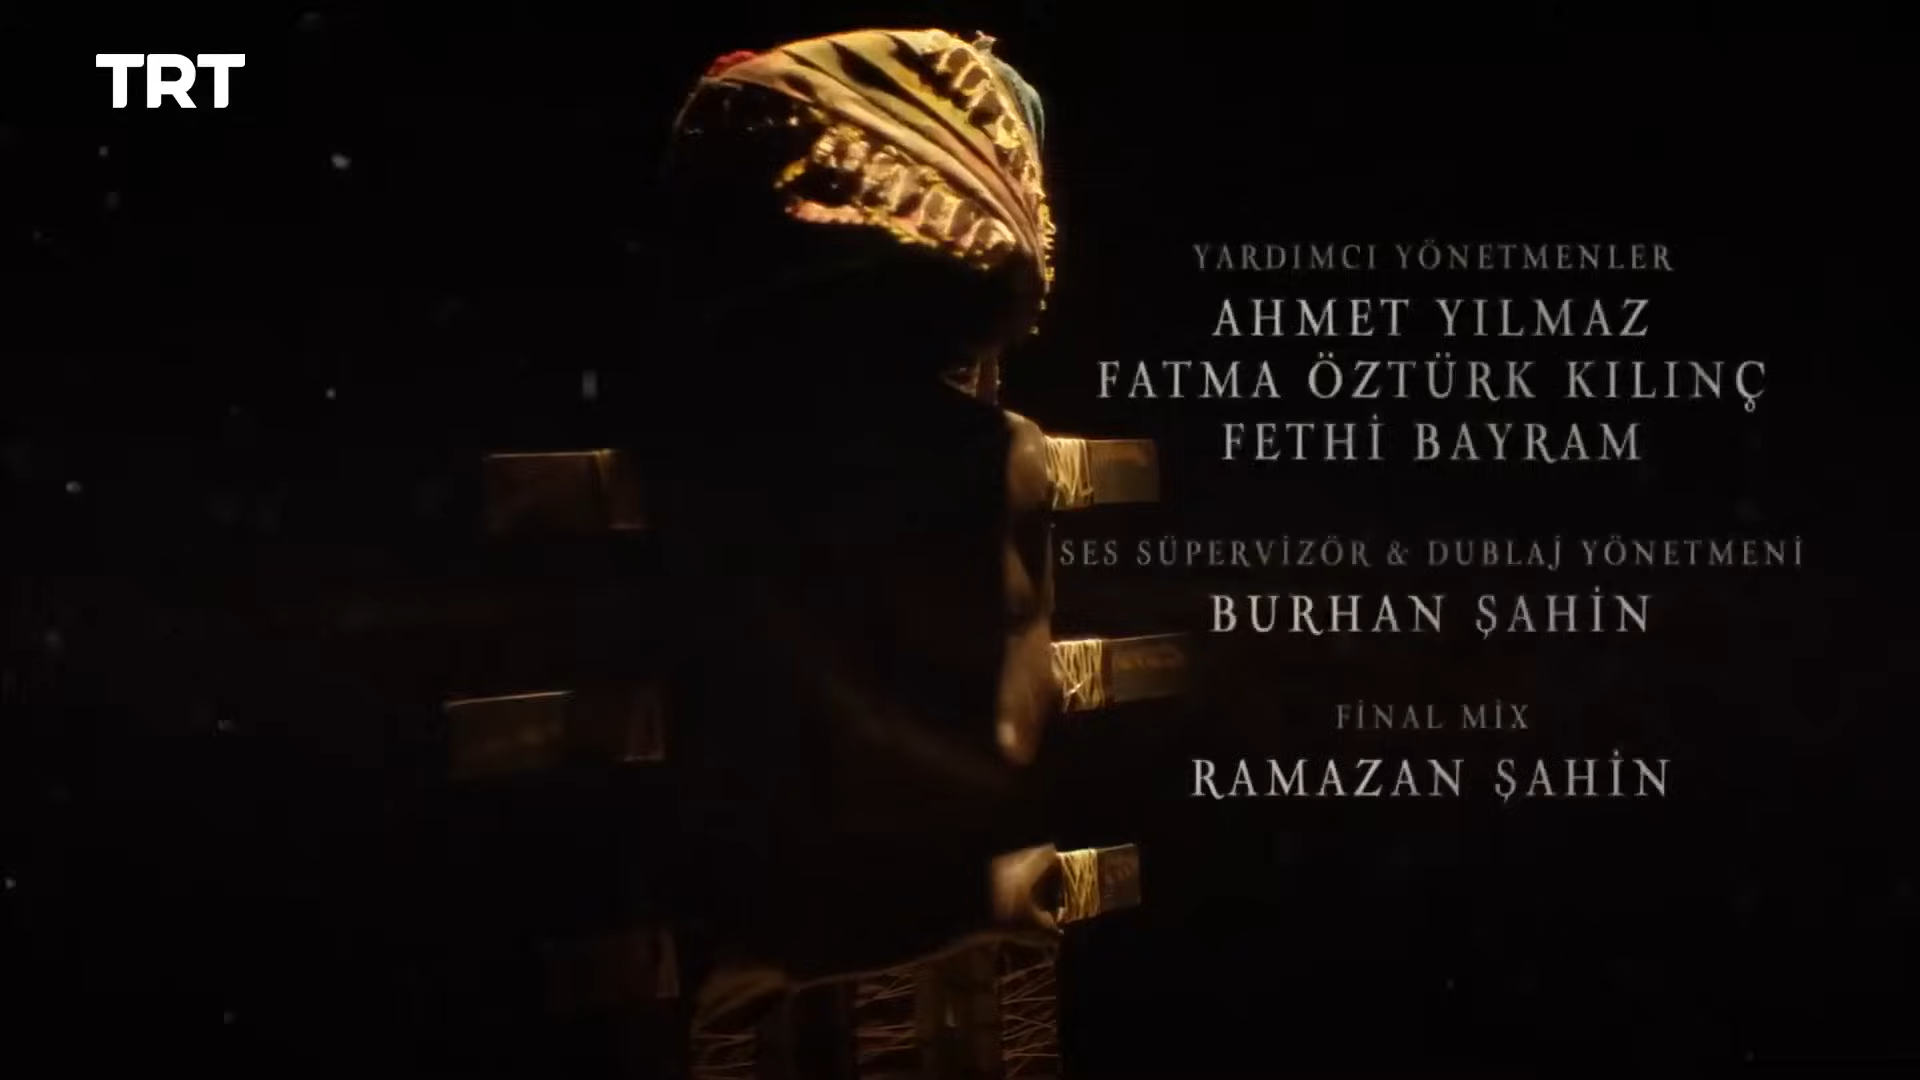 TRT
YARDIMCI YÖNETMENLER
AHMET YILMAZ
FATMA ÖZTÜRK KILINÇ
FETHİ BAYRAM
SES SÜPERVİZÖR & DUBLAJ YÖNETMENİ
BURHAN ŞAHİN
FİNAL MİX
RAMAZAN ŞAHİN